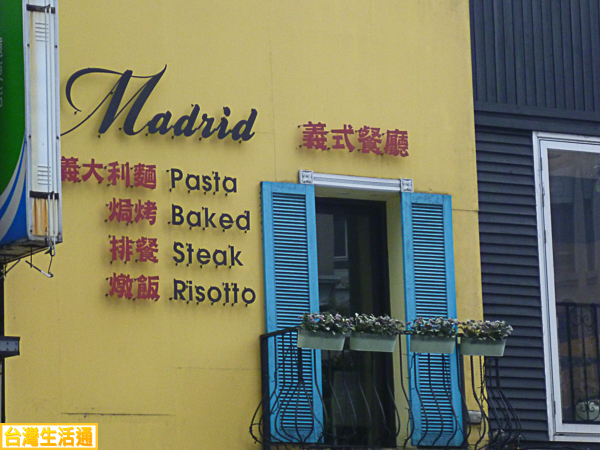 Madrid
義式餐廳
義大利麵 Pasta
焗烤 Baked
排餐 Steak
燉飯 Risotto
台灣生活通